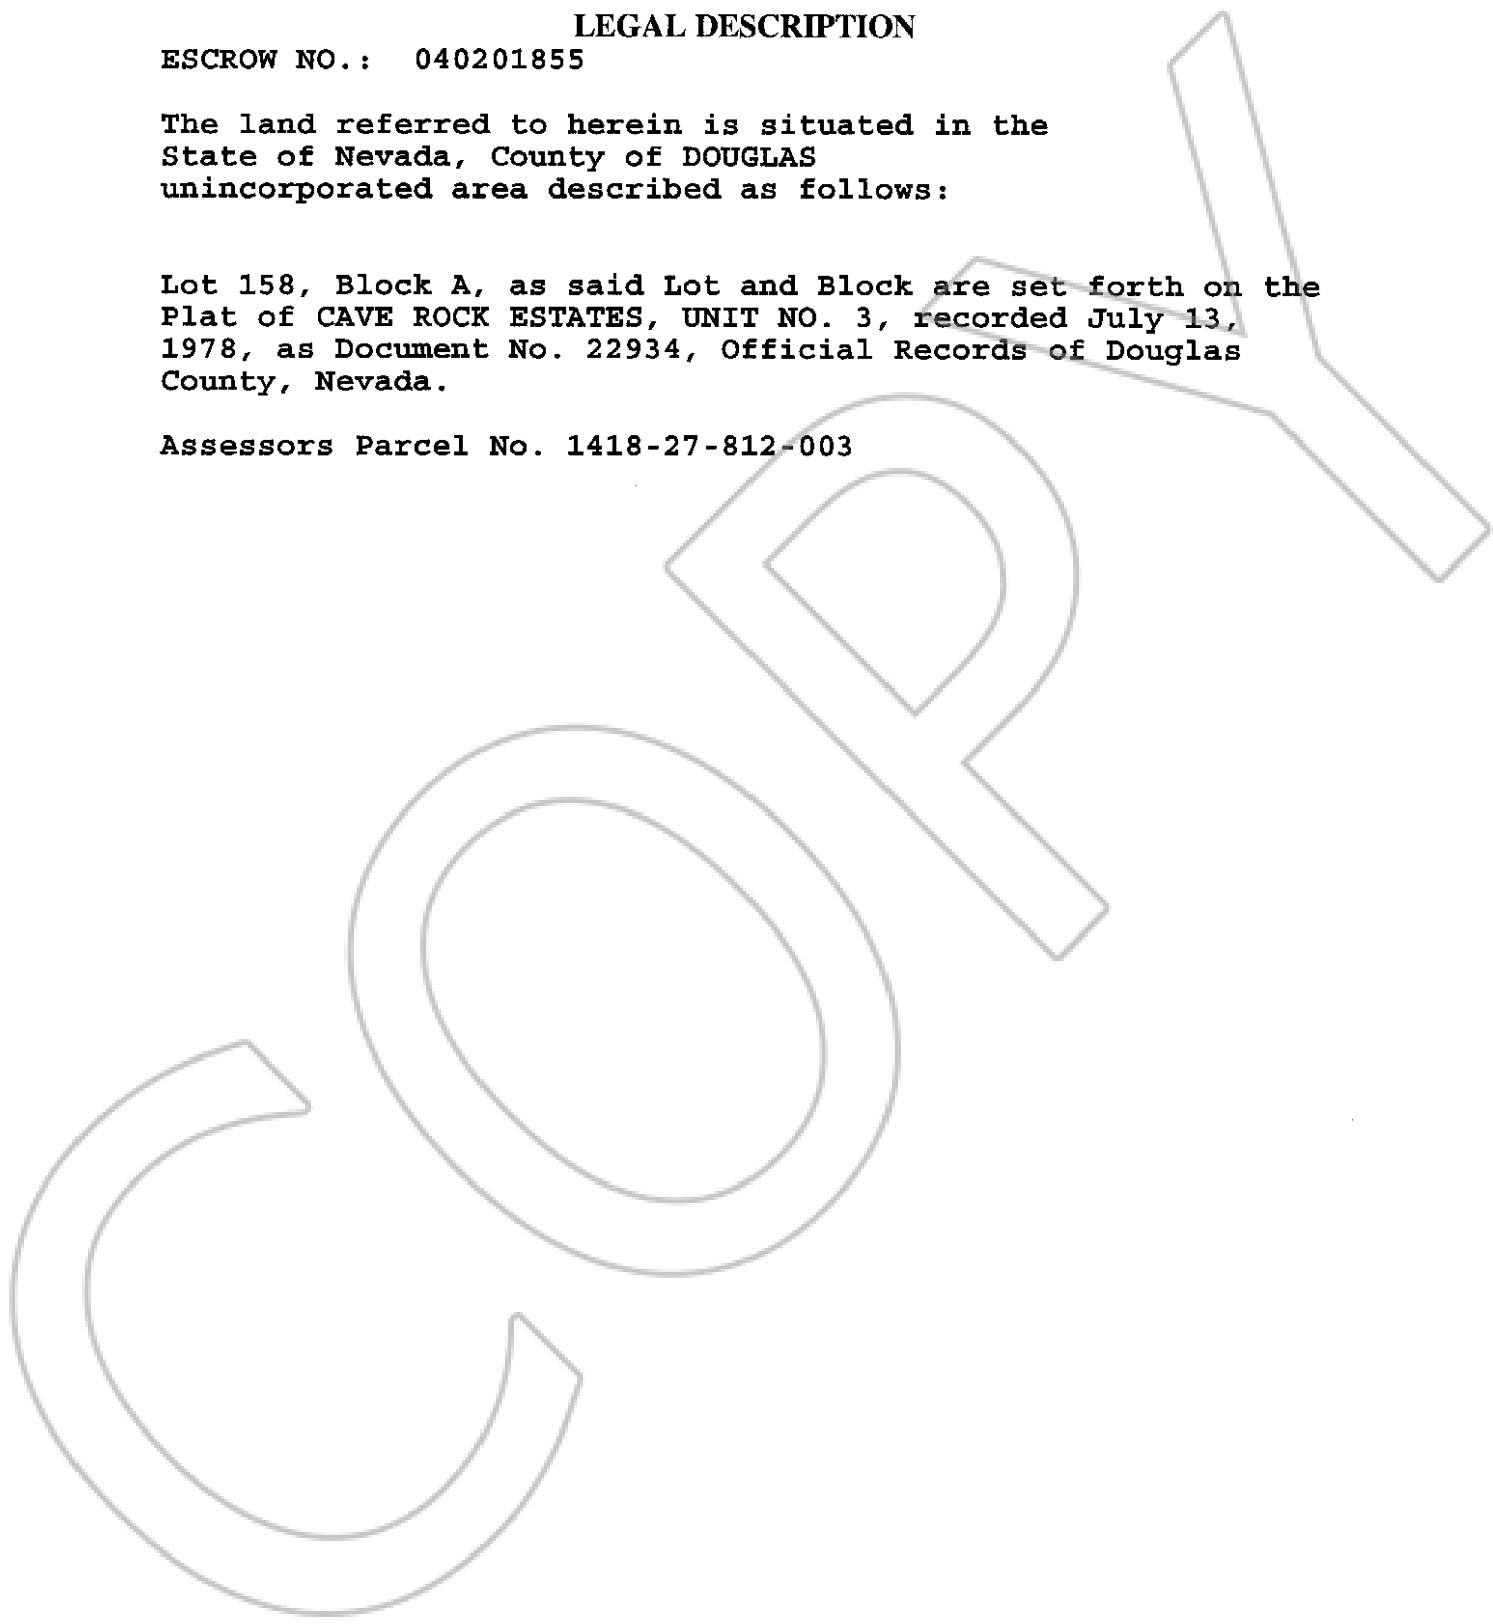 LEGAL DESCRIPTION
ESCROW NO.: 040201855
The land referred to herein is situated in the
State of Nevada, County of DOUGLAS
unincorporated area described as follows:
Lot 158, Block A, as said Lot and Block are set forth on the
Plat of CAVE ROCK ESTATES, UNIT NO. 3, recorded July 13,
1978, as Document No. 22934, Official Records of Douglas
County, Nevada.
Assessors Parcel No. 1418-27-812-003
COPY